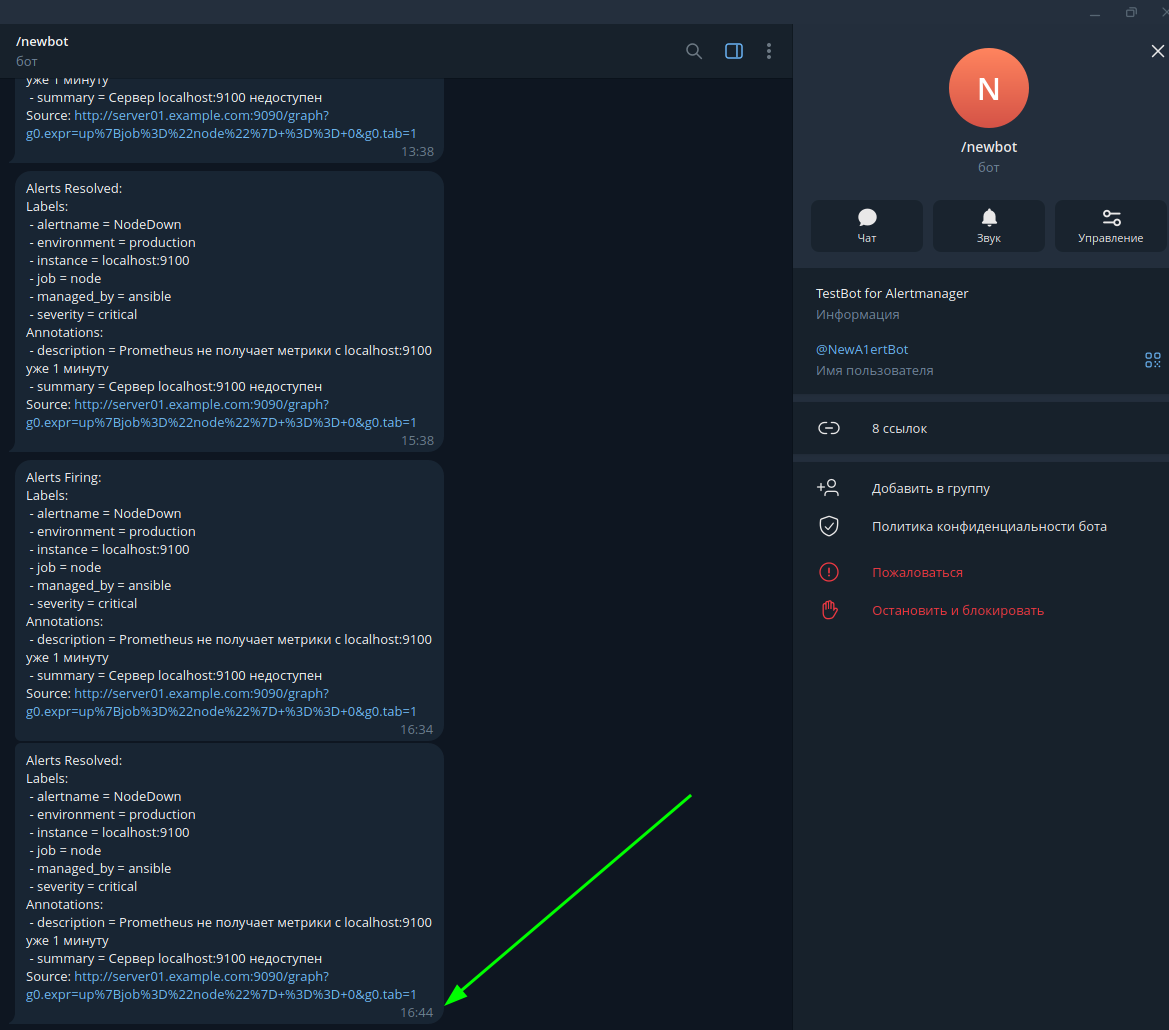 /newbot
бот
уже 1 минуту
- summary = Сервер localhost:9100 недоступен
Source: http://server01.example.com:9090/graph?
g0.expr=up%7Bjob%3D%22node%22%7D+%3D%3D+0&g0.tab=1
13:38
Alerts Resolved:
Labels:
- alertname = NodeDown
- environment = production
- instance = localhost:9100
- job = node
- managed_by = ansible
- severity = critical
Annotations:
- description = Prometheus не получает метрики с localhost:9100
уже 1 минуту
- summary = Сервер localhost:9100 недоступен
Source: http://server01.example.com:9090/graph?
g0.expr=up%7Bjob%3D%22node%22%7D+%3D%3D+0&g0.tab=1
15:38
Alerts Firing:
Labels:
- alertname = NodeDown
- environment = production
- instance = localhost:9100
- job = node
- managed_by = ansible
- severity = critical
Annotations:
- description = Prometheus не получает метрики с localhost:9100
уже 1 минуту
- summary = Сервер localhost:9100 недоступен
Source: http://server01.example.com:9090/graph?
g0.expr=up%7Bjob%3D%22node%22%7D+%3D%3D+0&g0.tab=1
16:34
Alerts Resolved:
Labels:
- alertname = NodeDown
- environment = production
- instance = localhost:9100
- job = node
- managed_by = ansible
- severity = critical
Annotations:
- description = Prometheus не получает метрики с localhost:9100
уже 1 минуту
- summary = Сервер localhost:9100 недоступен
Source: http://server01.example.com:9090/graph?
g0.expr=up%7Bjob%3D%22node%22%7D+%3D%3D+0&g0.tab=1
16:44
N
/newbot
бот
Чат
Звук
Управление
TestBot for Alertmanager
Информация
@NewA1ertBot
Имя пользователя
8 ссылок
Добавить в группу
Политика конфиденциальности бота
Пожаловаться
Остановить и блокировать